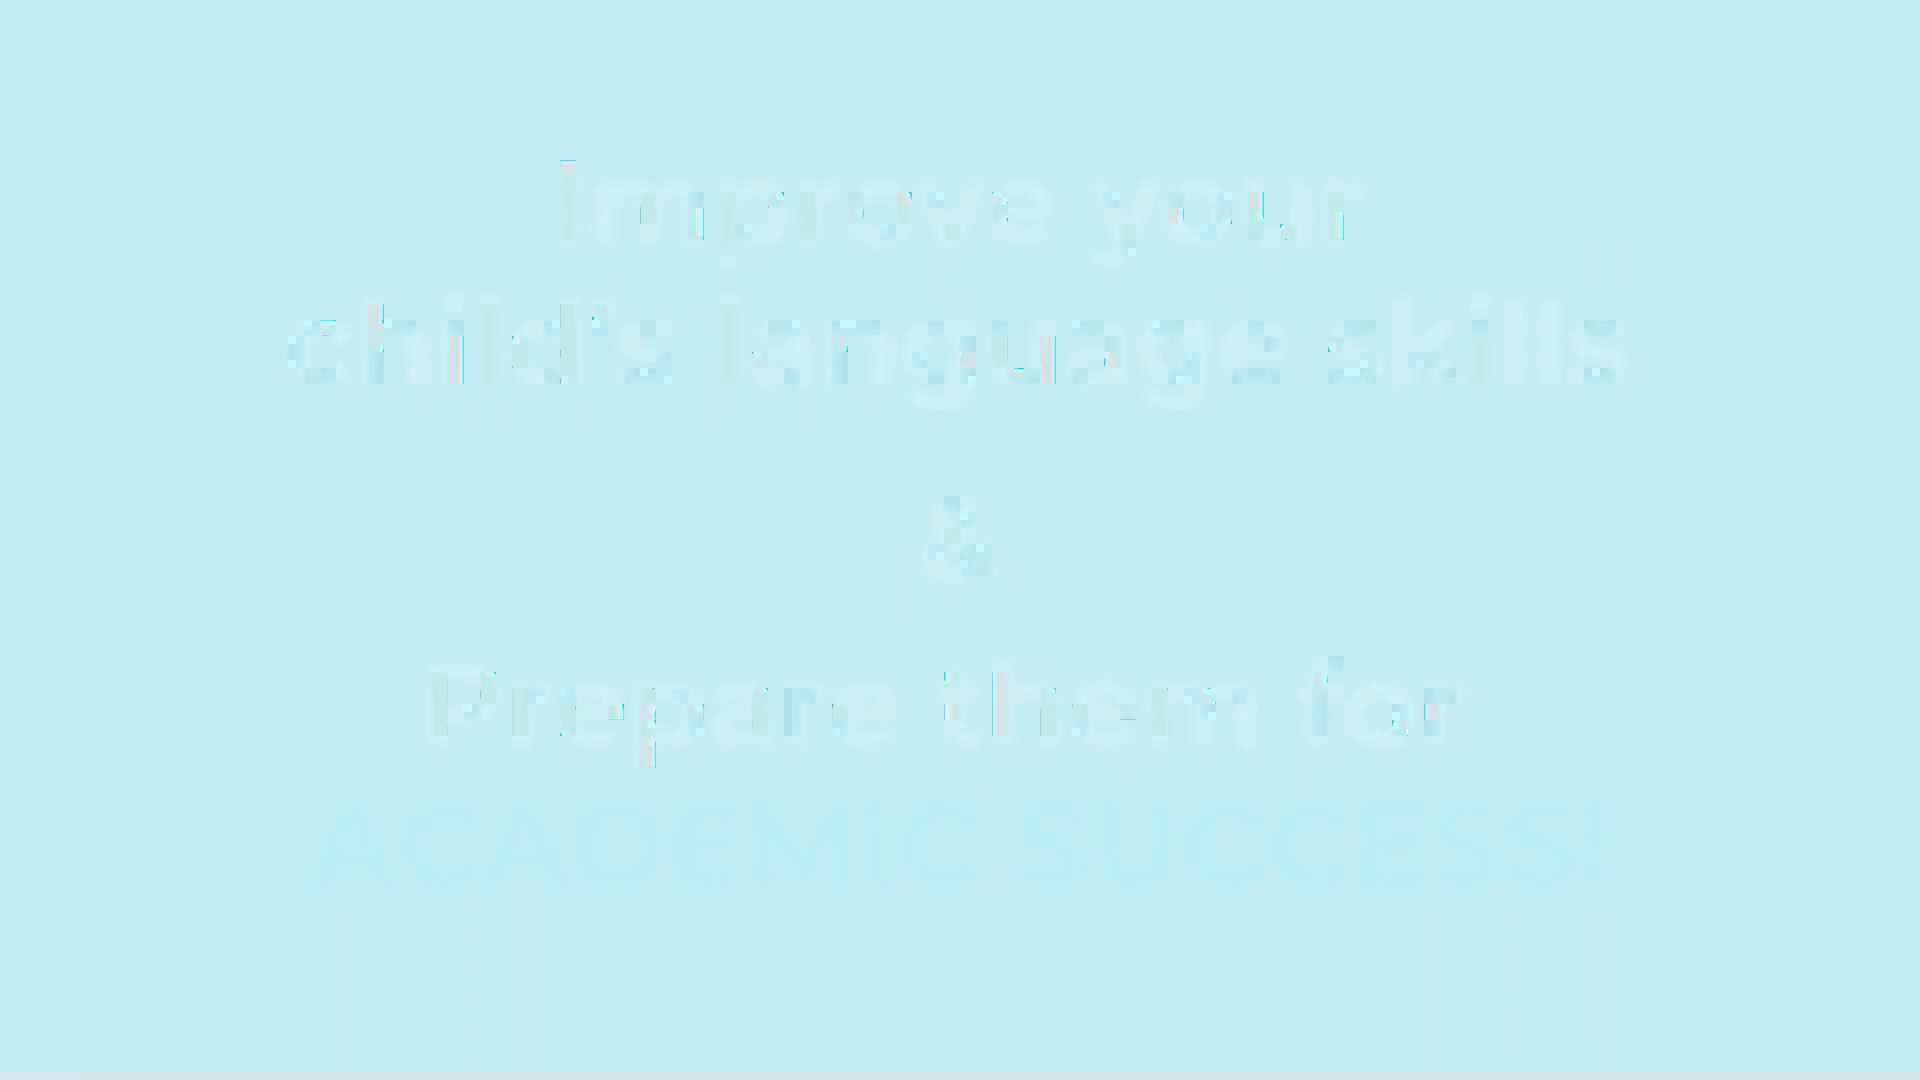 Improve your
child's language skills
&
Prepare them for
ACADEMIC SUCCESS!